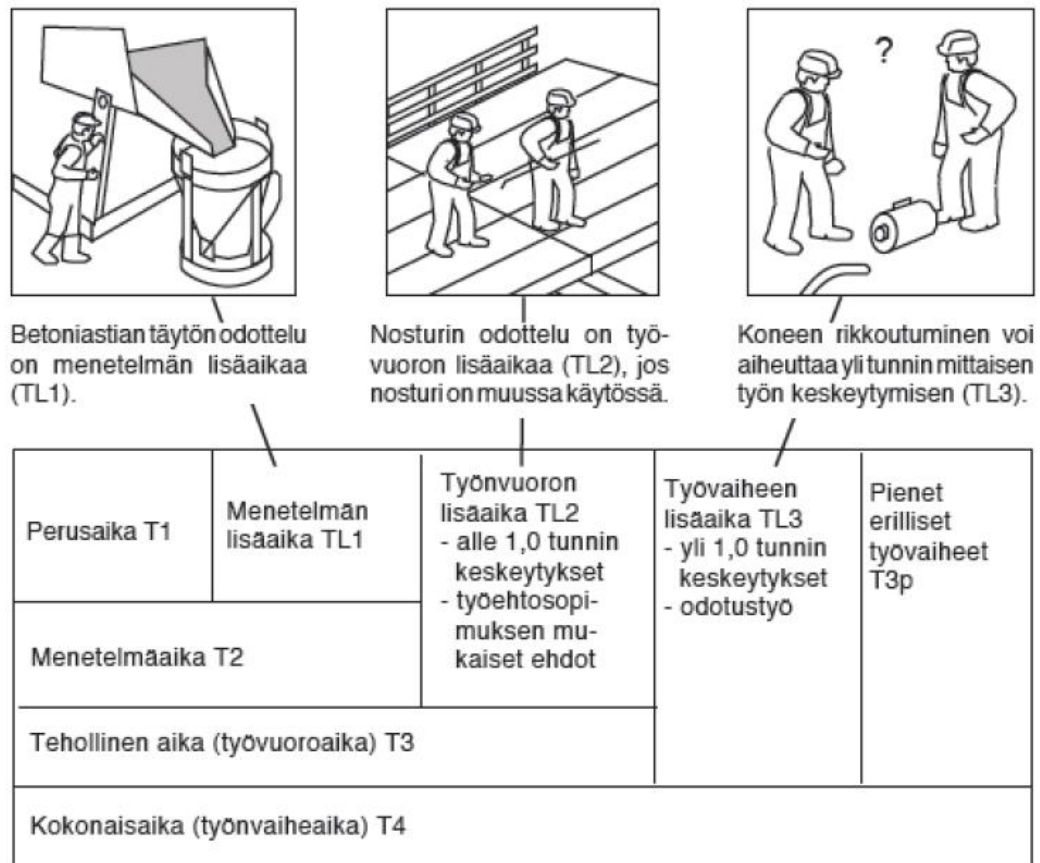 ?
Betoniastian täytön odottelu
on menetelmän lisäaikaa
(TL1).
Nosturin odottelu on työ-
vuoron lisäaikaa (TL2), jos
nosturi on muussa käytössä.
Koneen rikkoutuminen voi
aiheuttaa yli tunnin mittaisen
työn keskeytymisen (TL3).
Perusaika T1
Menetelmän
lisäaika TL1
Työnvuoron
lisäaika TL2
- alle 1,0 tunnin
keskeytykset
- työehtosopi-
muksen mu-
kaiset ehdot
Työvaiheen
lisäaika TL3
- yli 1,0 tunnin
keskeytykset
- odotustyö
Pienet
erilliset
työvaiheet
T3p
Menetelmäaika T2
Tehollinen aika (työvuoroaika) T3
Kokonaisaika (työnvaiheaika) T4